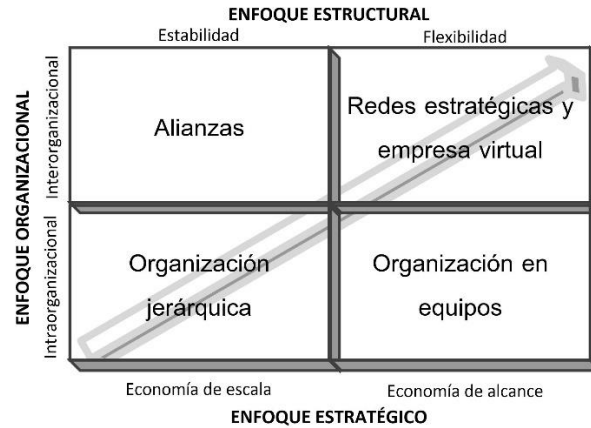 ENFOQUE ESTRUCTURAL
Estabilidad
Flexibilidad
ENFOQUE ORGANIZACIONAL
Interorganizacional
Alianzas
Redes estratégicas y
empresa virtual
Intraorganizacional
Organización
jerárquica
Organización en
equipos
Economía de escala
Economía de alcance
ENFOQUE ESTRATÉGICO